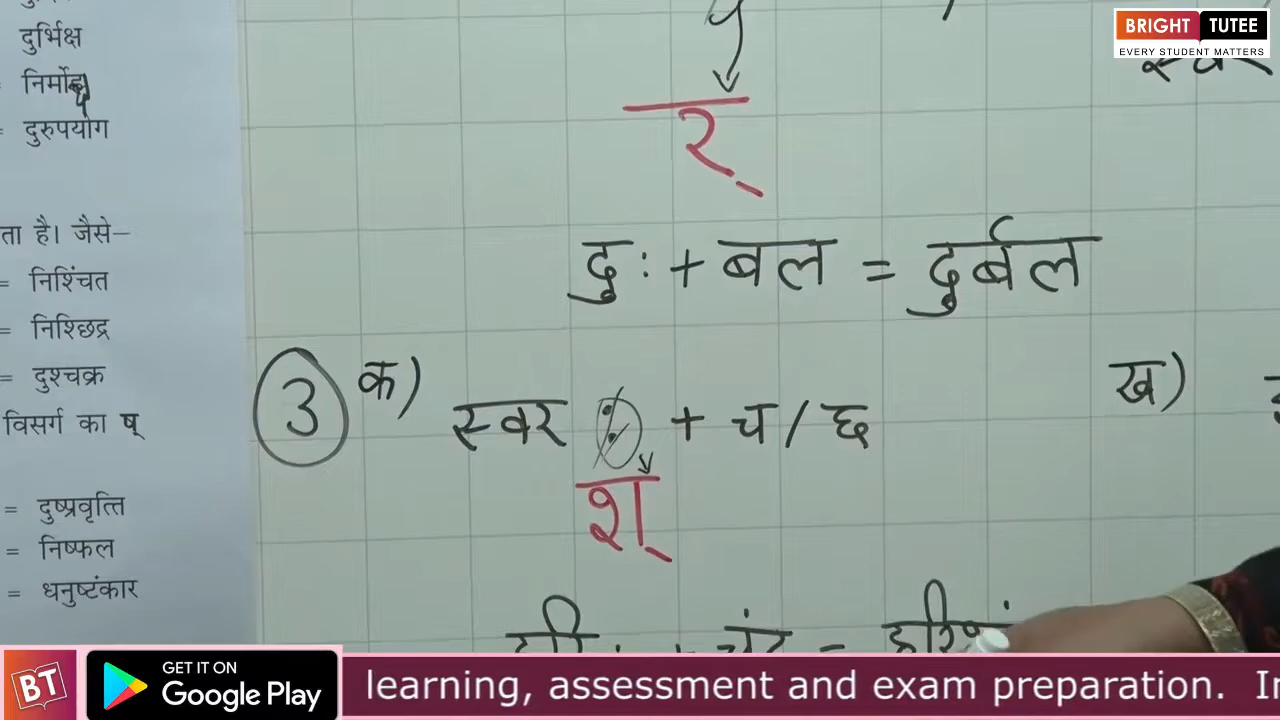 दुर्भिक्ष
निर्मोह
= दुरुपयोग
ता है। जैसे–
= निश्चिंत
= निश्छिद्र
= दुश्चक्र
विसर्ग का ष्
= दुष्प्रवृत्ति
= निष्फल
= धनुष्टंकार
र्
दुः + बल = दुर्बल
3 क) स्वर : + च / छ
श्
ख)
BRIGHT TUTEE
EVERY STUDENT MATTERS
BT
GET IT ON
Google Play
learning, assessment and exam preparation.